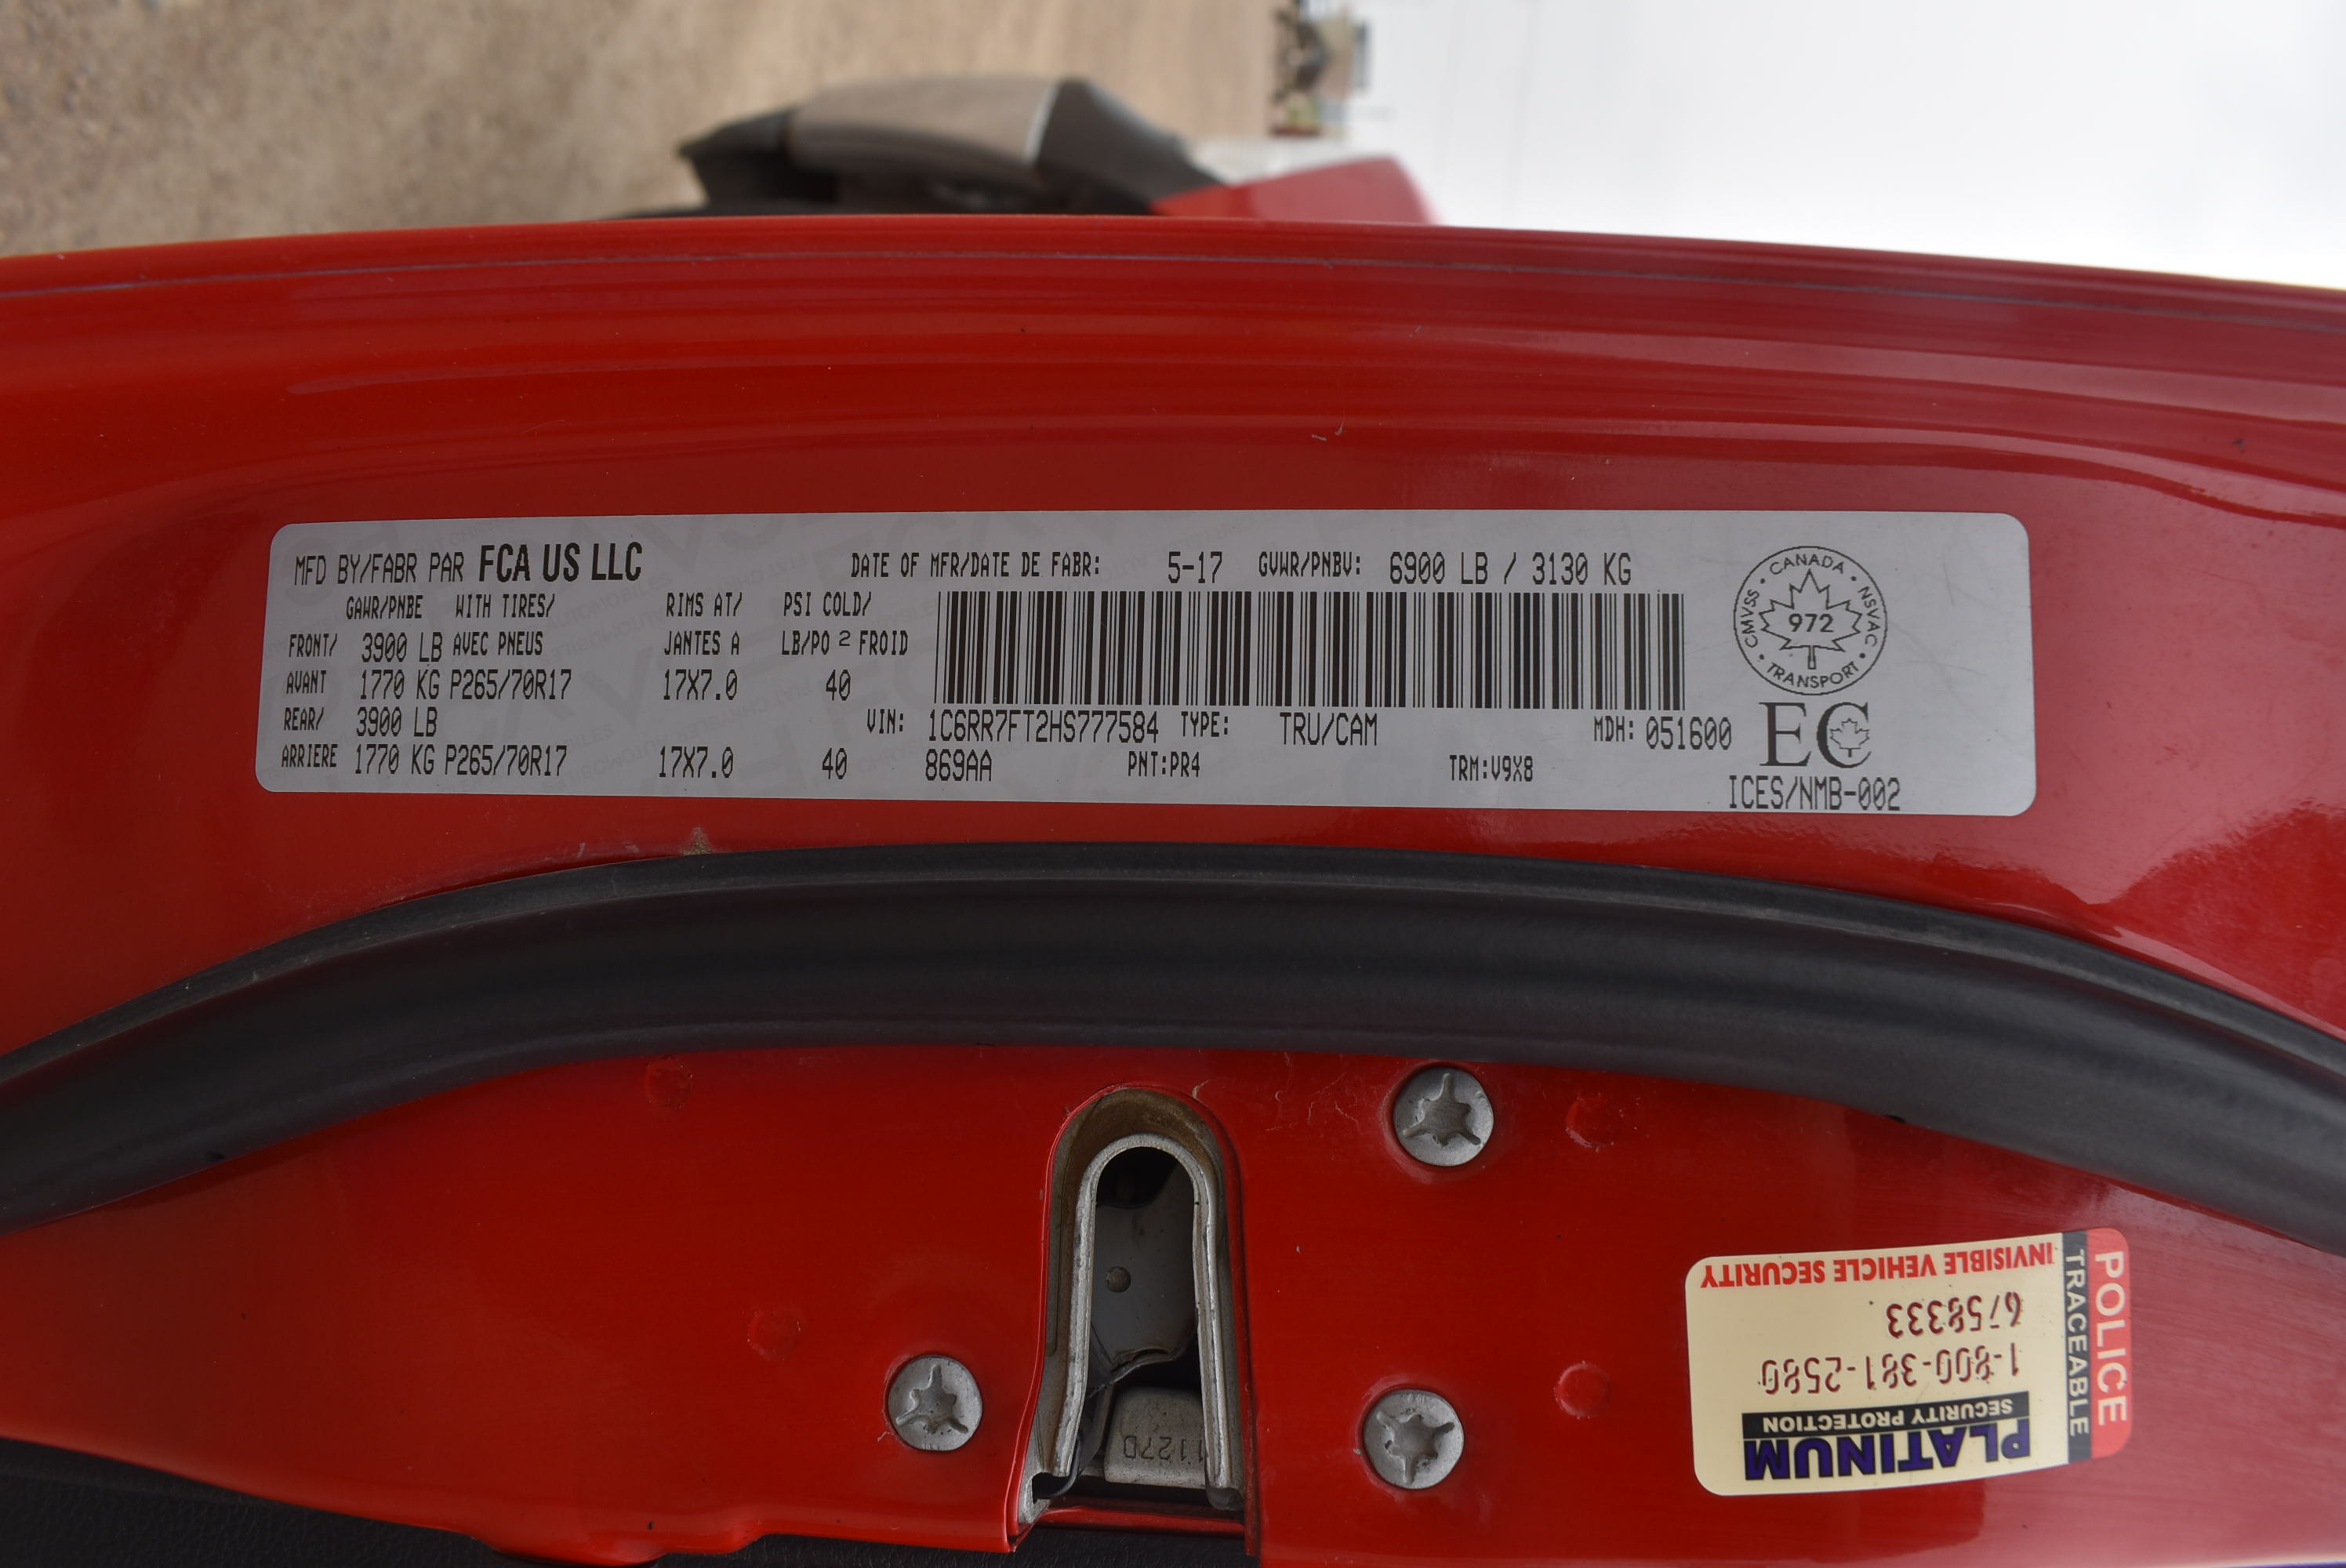 MFD BY/FABR PAR FCA US LLC DATE OF MFR/DATE DE FABR: 5-17 GVWR/PNBV: 6900 LB / 3130 KG
GAWR/PNBE WITH TIRES/ RIMS AT/ PSI COLD/
FRONT/ 3900 LB AVEC PNEUS JANTES A LB/PO 2 FROID
AVANT 1770 KG P265/70R17 17X7.0 40
REAR/ 3900 LB VIN: 1C6RR7FT2HS777584 TYPE: TRU/CAM MDH: 051600
ARRIERE 1770 KG P265/70R17 17X7.0 40 869AA PNT:PR4 TRM:V9X8
CANADA • NSVAC • TRANSPORT • CMVSS •
972
EC
ICES/NMB-002
PLATINUM
SECURITY PROTECTION
1-800-381-2580
6758333
INVISIBLE VEHICLE SECURITY
POLICE
TRACEABLE